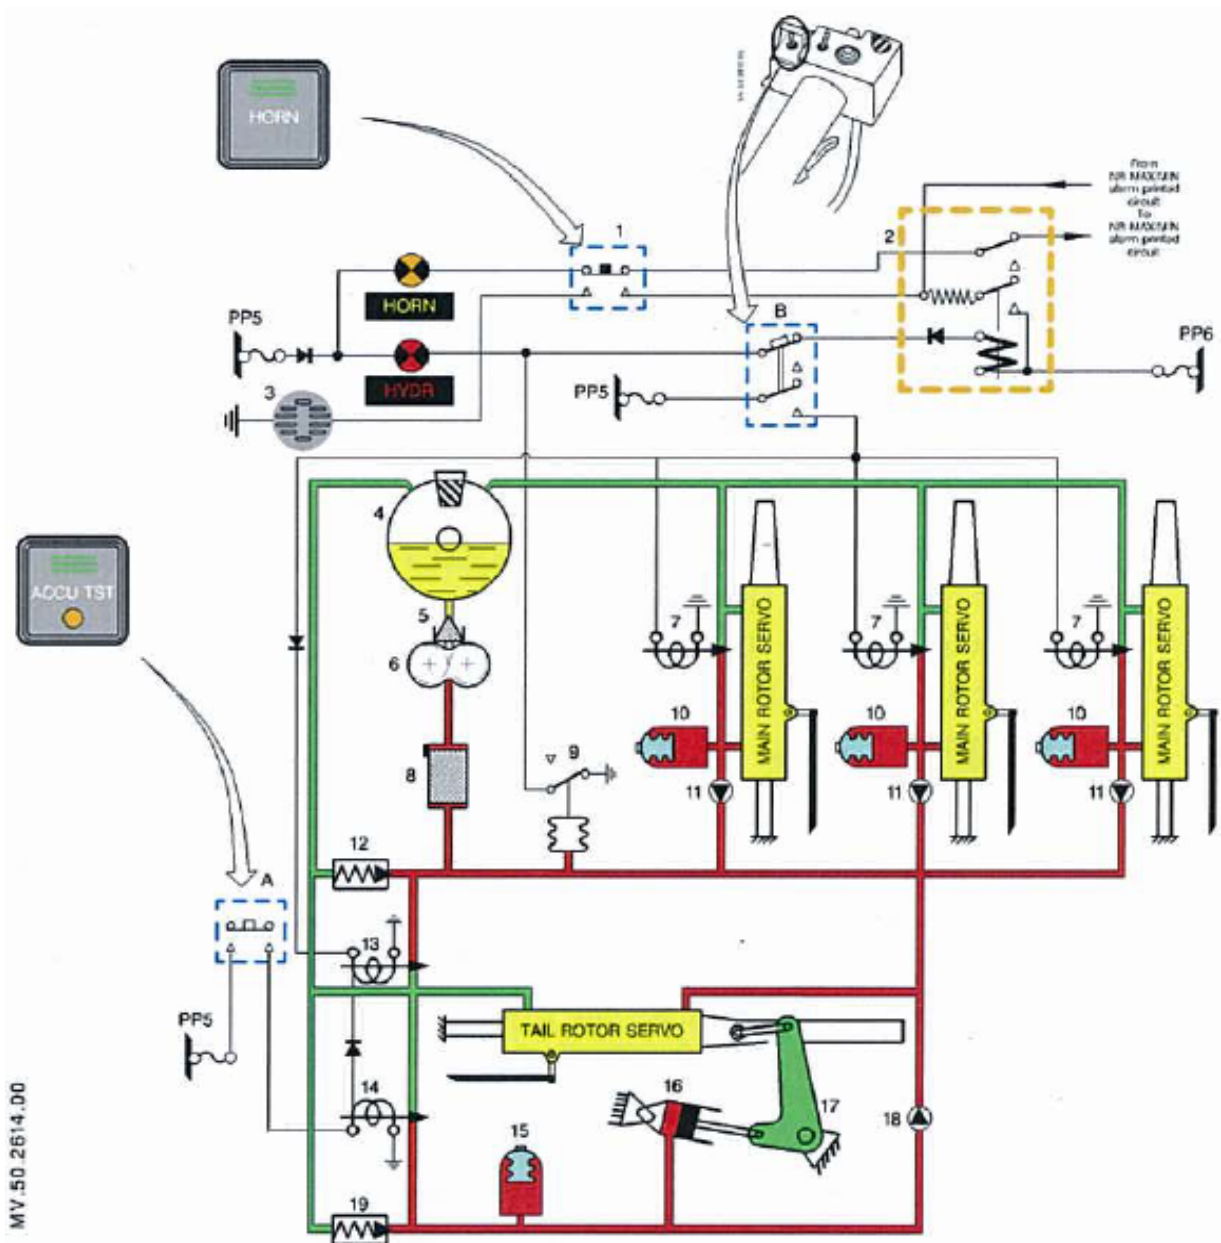 HORN
From
NR MAX/MIN
alarm printed
circuit
To
NR MAX/MIN
alarm printed
circuit
1
2
HORN
PP5
B
PP6
HYDR
PP5
3
4
ACCU TST
5
6
7
7
7
MAIN ROTOR SERVO
MAIN ROTOR SERVO
MAIN ROTOR SERVO
8
9
10
10
10
11
11
11
12
A
13
PP5
TAIL ROTOR SERVO
14
15
16
17
18
19
MV.50.2614.00